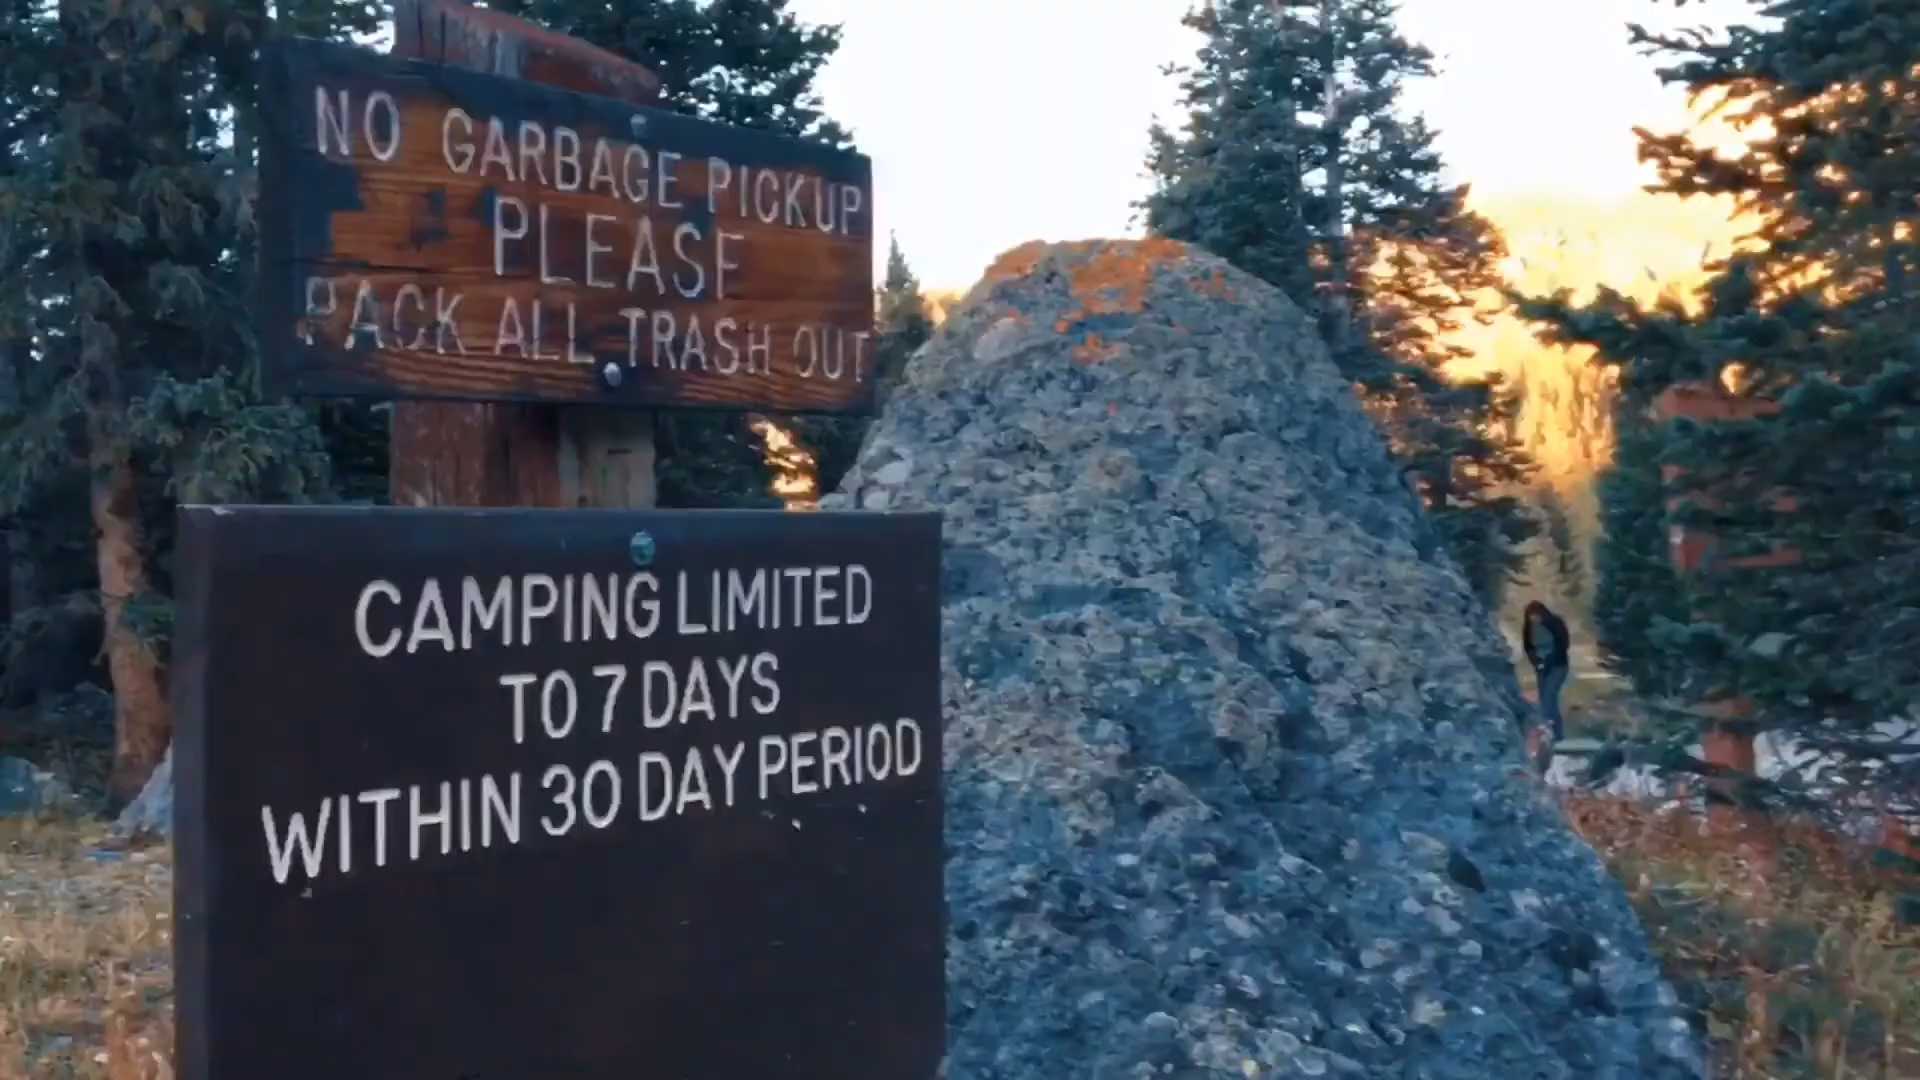 NO GARBAGE PICKUP
PLEASE
PACK ALL TRASH OUT
CAMPING LIMITED
TO 7 DAYS
WITHIN 30 DAY PERIOD